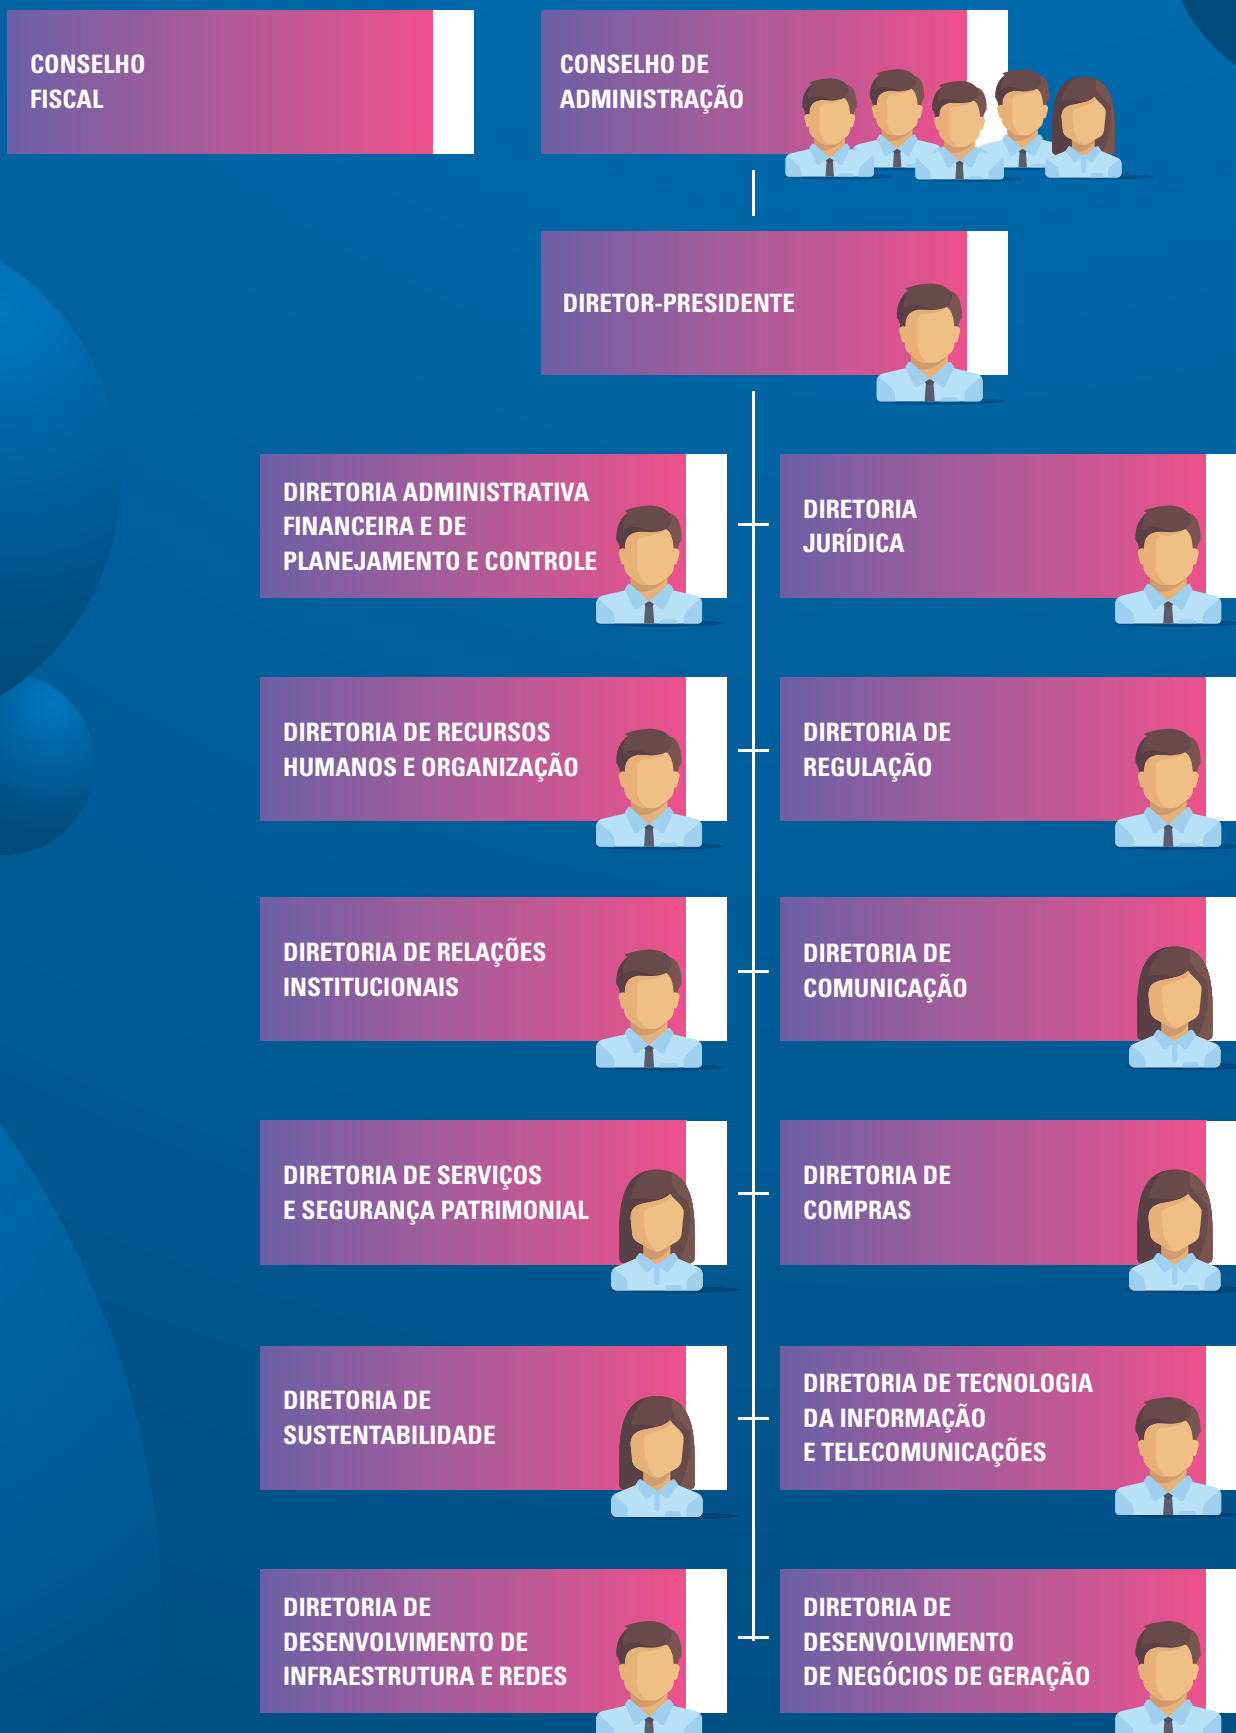 CONSELHO
FISCAL
CONSELHO DE
ADMINISTRAÇÃO
DIRETOR-PRESIDENTE
DIRETORIA ADMINISTRATIVA
FINANCEIRA E DE
PLANEJAMENTO E CONTROLE
DIRETORIA
JURÍDICA
DIRETORIA DE RECURSOS
HUMANOS E ORGANIZAÇÃO
DIRETORIA DE
REGULAÇÃO
DIRETORIA DE RELAÇÕES
INSTITUCIONAIS
DIRETORIA DE
COMUNICAÇÃO
DIRETORIA DE SERVIÇOS
E SEGURANÇA PATRIMONIAL
DIRETORIA DE
COMPRAS
DIRETORIA DE
SUSTENTABILIDADE
DIRETORIA DE TECNOLOGIA
DA INFORMAÇÃO
E TELECOMUNICAÇÕES
DIRETORIA DE
DESENVOLVIMENTO DE
INFRAESTRUTURA E REDES
DIRETORIA DE
DESENVOLVIMENTO
DE NEGÓCIOS DE GERAÇÃO